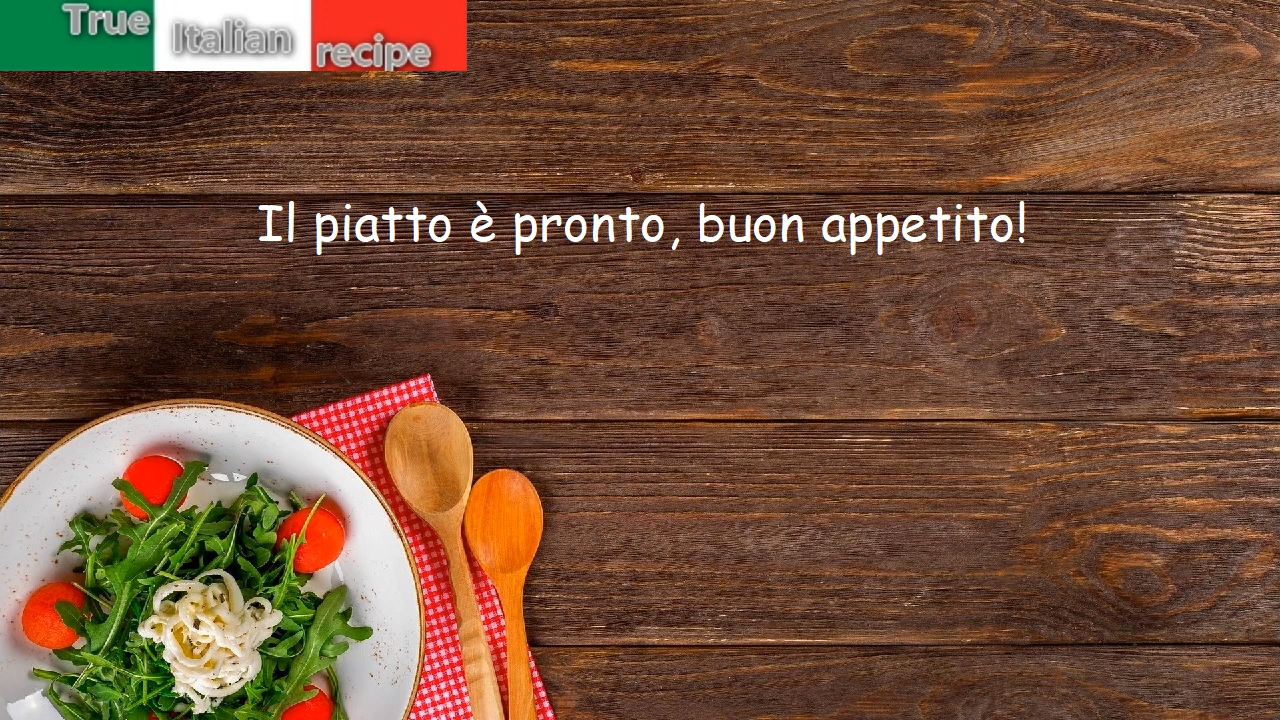 True Italian recipe
Il piatto è pronto, buon appetito!